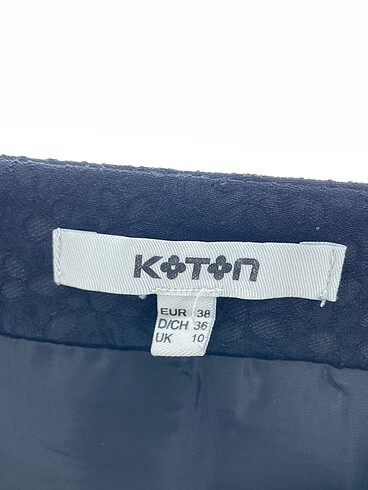 KOTON
EUR 38
D/CH 36
UK 10